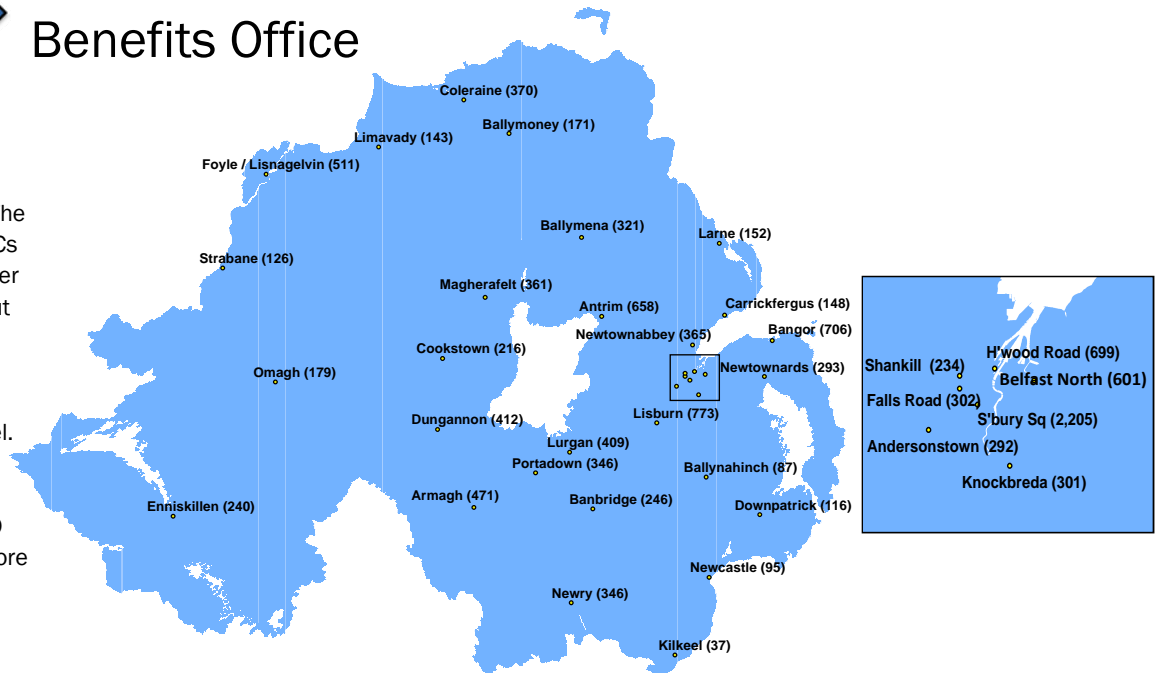 Benefits Office
Coleraine (370)
Ballymoney (171)
Limavady (143)
Foyle / Lisnagelvin (511)
Ballymena (321)
Larne (152)
Strabane (126)
Magherafelt (361)
Antrim (658)
Carrickfergus (148)
Newtownabbey (365)
Bangor (706)
Cookstown (216)
Omagh (179)
Newtownards (293)
Dungannon (412)
Lisburn (773)
Lurgan (409)
Portadown (346)
Ballynahinch (87)
Armagh (471)
Banbridge (246)
Enniskillen (240)
Downpatrick (116)
Newcastle (95)
Newry (346)
Kilkeel (37)
H'wood Road (699)
Shankill (234)
Belfast North (601)
Falls Road (302)
S'bury Sq (2,205)
Andersonstown (292)
Knockbreda (301)